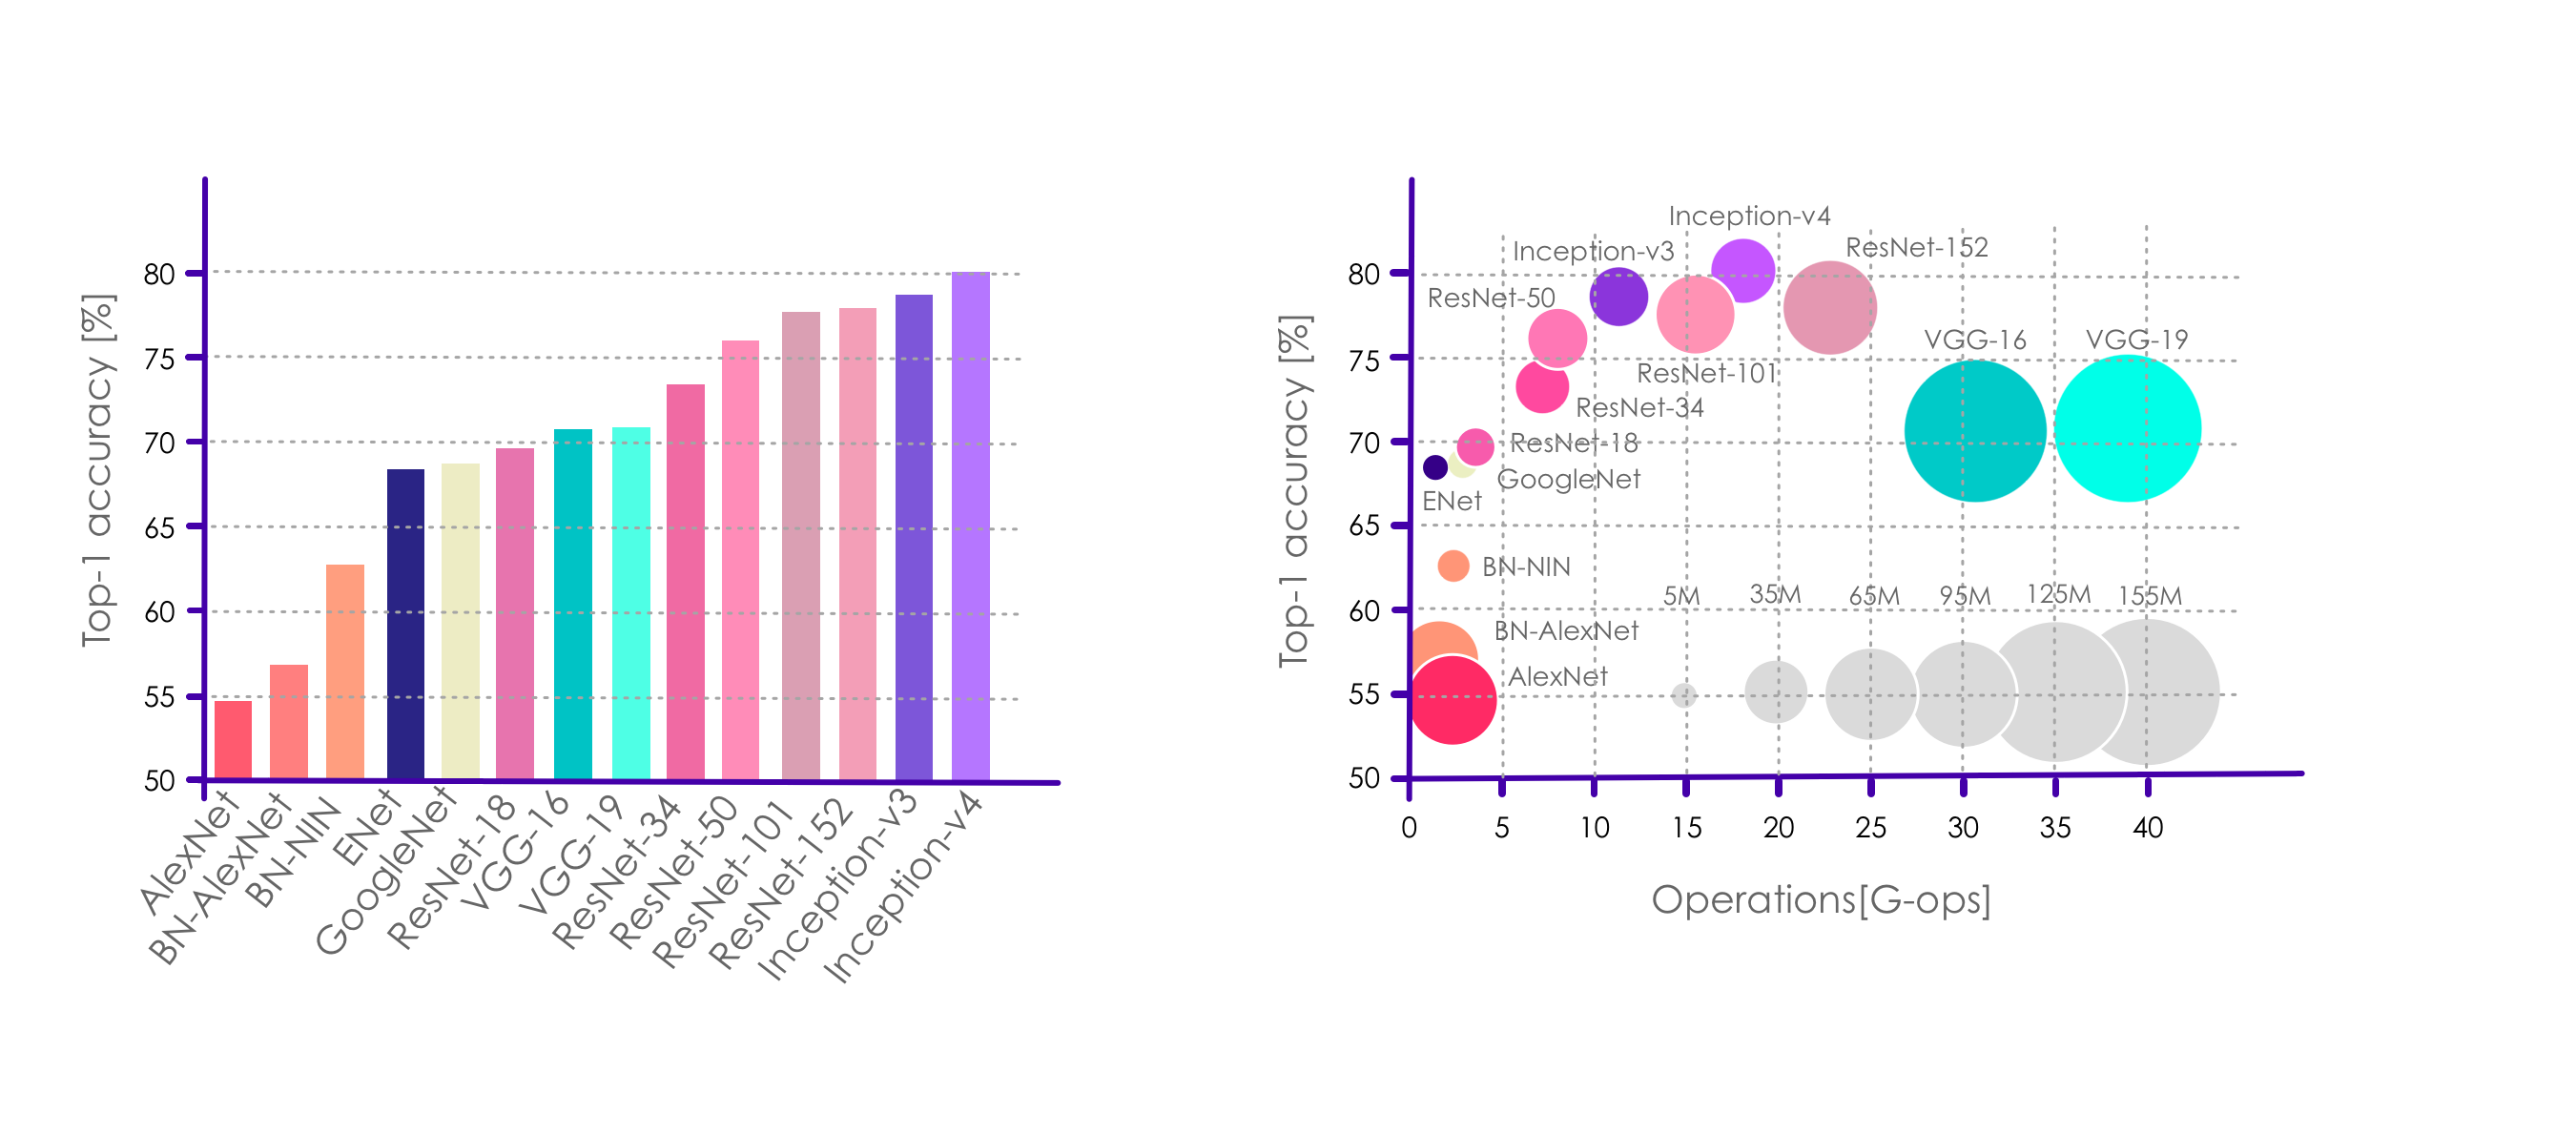 Top-1 accuracy [%]
80
75
70
65
60
55
50
AlexNet
BN-AlexNet
BN-NIN
ENet
GoogleNet
ResNet-18
VGG-16
VGG-19
ResNet-34
ResNet-50
ResNet-101
ResNet-152
Inception-v3
Inception-v4
Top-1 accuracy [%]
80
75
70
65
60
55
50
Inception-v4
Inception-v3
ResNet-152
ResNet-50
VGG-16
VGG-19
ResNet-101
ResNet-34
ResNet-18
GoogleNet
ENet
BN-NIN
5M
35M
65M
95M
125M
155M
BN-AlexNet
AlexNet
0
5
10
15
20
25
30
35
40
Operations[G-ops]